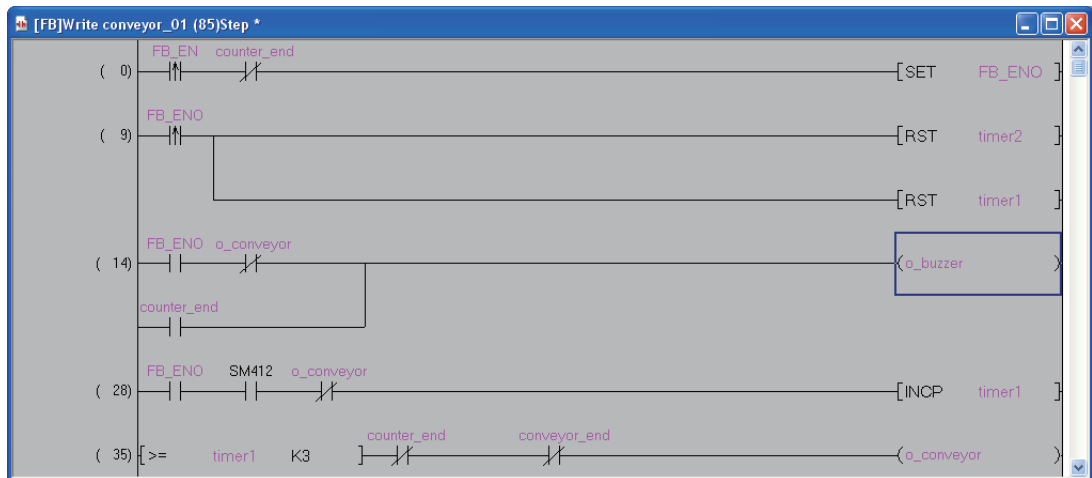 [FB]Write conveyor_01 (85)Step *
FB_EN counter_end
( 0) [SET FB_ENO ]
FB_ENO
( 9) [RST timer2 ]
[RST timer1 ]
FB_ENO o_conveyor
( 14) (o_buzzer )
counter_end
FB_ENO SM412 o_conveyor
( 28) [INCP timer1 ]
counter_end conveyor_end
( 35) [>= timer1 K3 ] (o_conveyor )